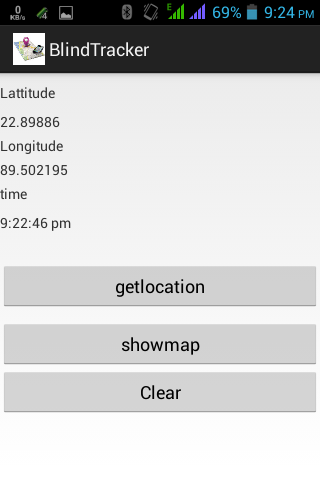 0
KB/s
4
E
69%
9:24 PM
BlindTracker
Lattitude
22.89886
Longitude
89.502195
time
9:22:46 pm
getlocation
showmap
Clear